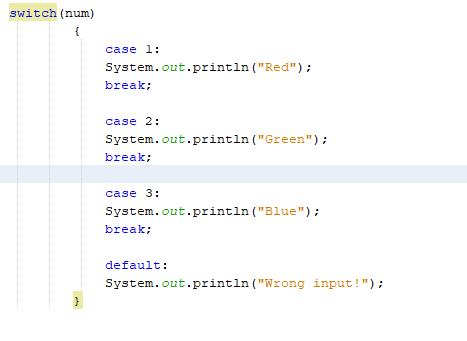 switch(num)
{
case 1:
System.out.println("Red");
break;
case 2:
System.out.println("Green");
break;
case 3:
System.out.println("Blue");
break;
default:
System.out.println("Wrong input!");
}